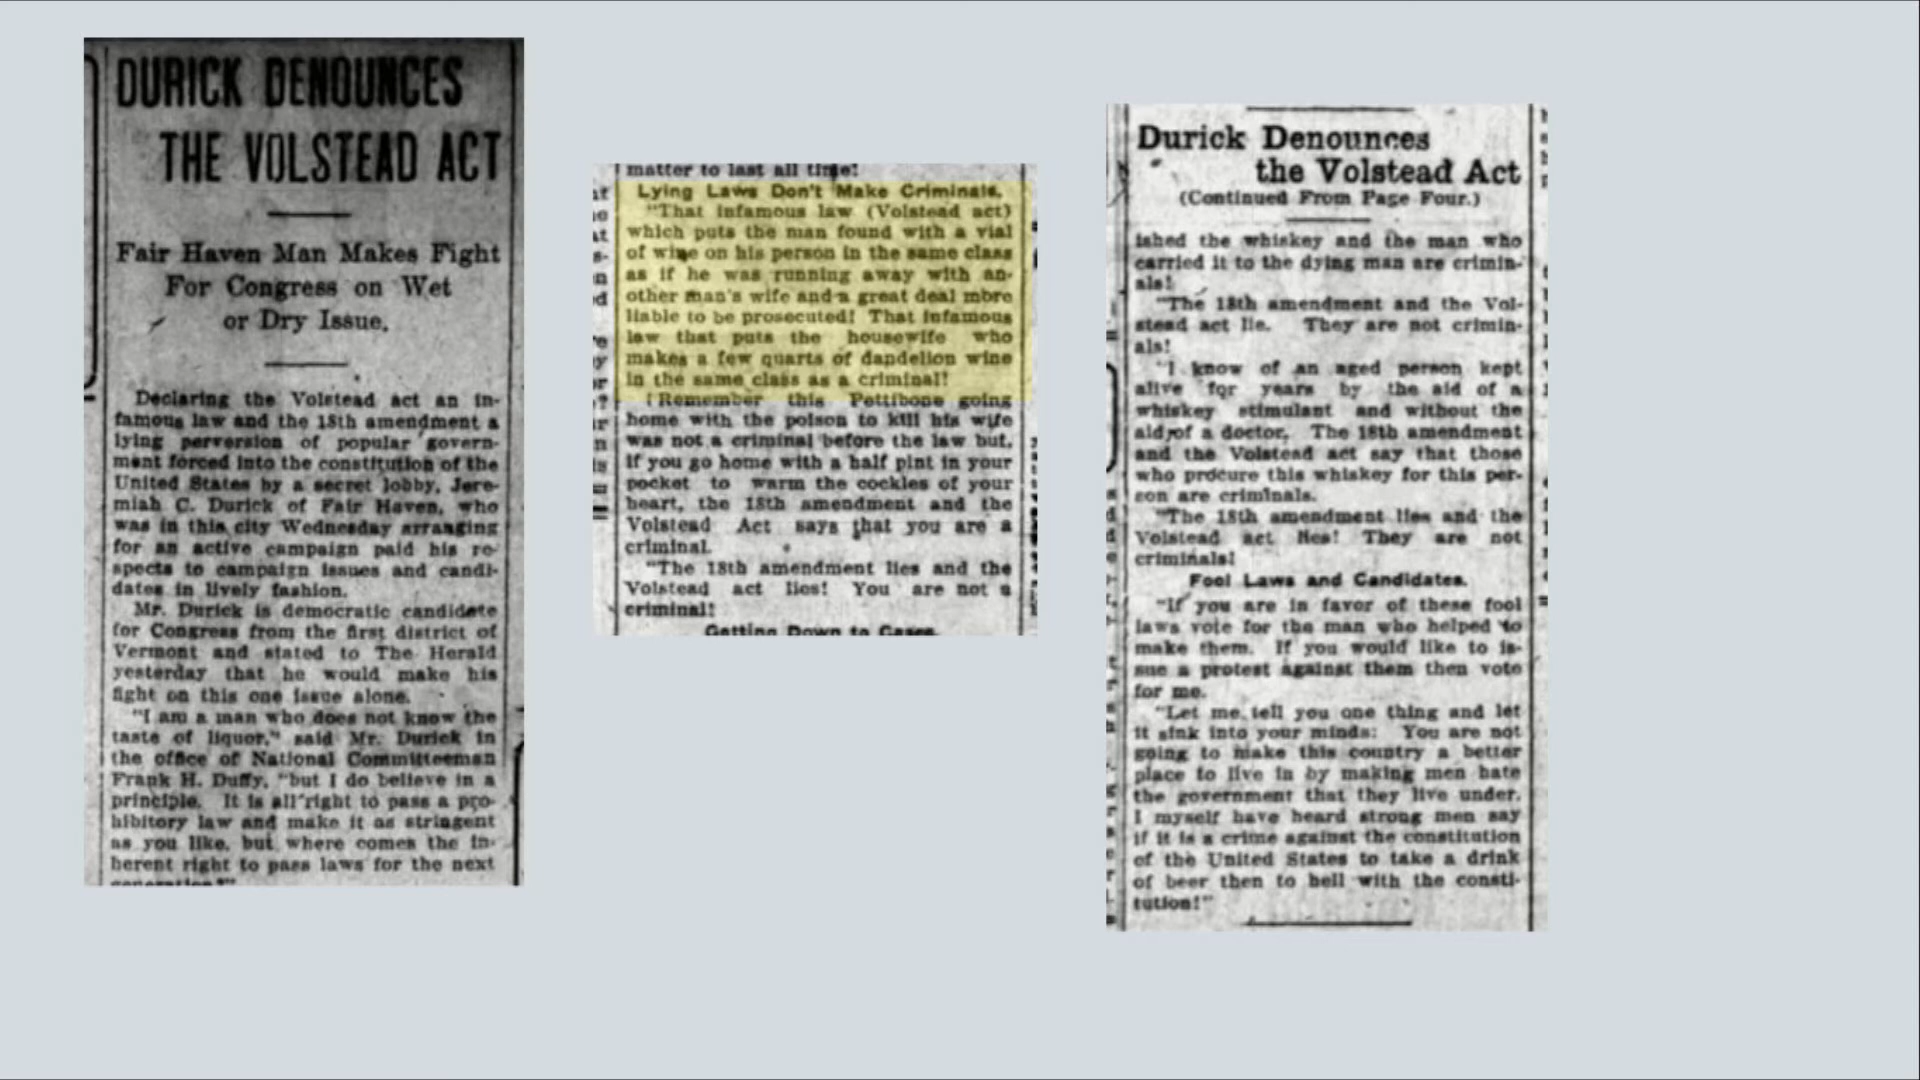 DURICK DENOUNCES
THE VOLSTEAD ACT
Fair Haven Man Makes Fight
For Congress on Wet
or Dry Issue.
Declaring the Volstead act an in-
famous law and the 18th amendment a
lying perversion of popular govern-
ment forced into the constitution of the
United States by a secret lobby, Jere-
miah C. Durick of Fair Haven, who
was in this city Wednesday arranging
for an active campaign paid his re-
spects to campaign issues and candi-
dates in lively fashion.
Mr. Durick is democratic candidate
for Congress from the first district of
Vermont and stated to The Herald
yesterday that he would make his
fight on this one issue alone.
"I am a man who does not know the
taste of liquor," said Mr. Durick in
the office of National Committeeman
Frank H. Duffy, "but I do believe in a
principle. It is all right to pass a pro-
hibitory law and make it as stringent
as you like, but where comes the in-
herent right to pass laws for the next
matter to last all time!
Lying Laws Don't Make Criminals.
"That infamous law (Volstead act)
which puts the man found with a vial
of wine on his person in the same class
as if he was running away with an-
other man's wife and a great deal more
liable to be prosecuted! That infamous
law that puts the housewife who
makes a few quarts of dandelion wine
in the same class as a criminal!
(Remember this Pettibone going
home with the poison to kill his wife
was not a criminal before the law but,
if you go home with a half pint in your
pocket to warm the cockles of your
heart, the 18th amendment and the
Volstead Act says that you are a
criminal.
"The 18th amendment lies and the
Volstead act lies! You are not a
criminal!
Getting Down to Cases.
Durick Denounces
the Volstead Act
(Continued From Page Four.)
ished the whiskey and the man who
carried it to the dying man are crimin-
als!
"The 18th amendment and the Vol-
stead act lie. They are not crimin-
als!
"I know of an aged person kept
alive for years by the aid of a
whiskey stimulant and without the
aid of a doctor. The 18th amendment
and the Volstead act say that those
who procure this whiskey for this per-
son are criminals.
"The 18th amendment lies and the
Volstead act lies! They are not
criminals!
Fool Laws and Candidates.
"If you are in favor of these fool
laws vote for the man who helped to
make them. If you would like to is-
sue a protest against them then vote
for me.
"Let me tell you one thing and let
it sink into your minds: You are not
going to make this country a better
place to live in by making men hate
the government that they live under.
I myself have heard strong men say
if it is a crime against the constitution
of the United States to take a drink
of beer then to hell with the consti-
tution!"